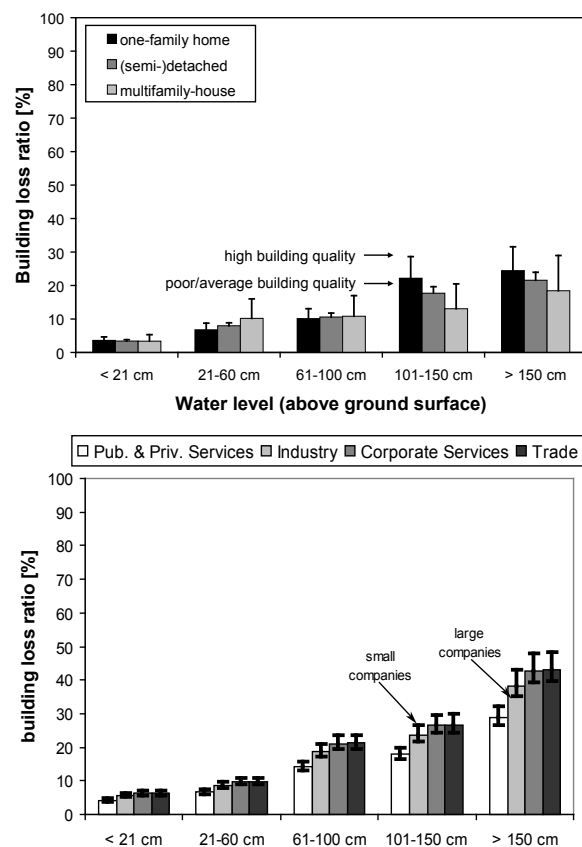 100
90
80
70
60
50
40
30
20
10
0
Building loss ratio [%]
one-family home
(semi-)detached
multifamily-house
high building quality
poor/average building quality
< 21 cm 21-60 cm 61-100 cm 101-150 cm > 150 cm
Water level (above ground surface)
Pub. & Priv. Services Industry Corporate Services Trade
100
90
80
70
60
50
40
30
20
10
0
building loss ratio [%]
small
companies
large
companies
< 21 cm 21-60 cm 61-100 cm 101-150 cm > 150 cm